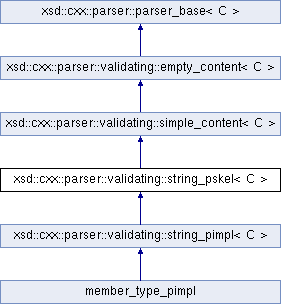 xsd::cxx::parser::parser_base< C >
xsd::cxx::parser::validating::empty_content< C >
xsd::cxx::parser::validating::simple_content< C >
xsd::cxx::parser::validating::string_pskel< C >
xsd::cxx::parser::validating::string_pimpl< C >
member_type_pimpl